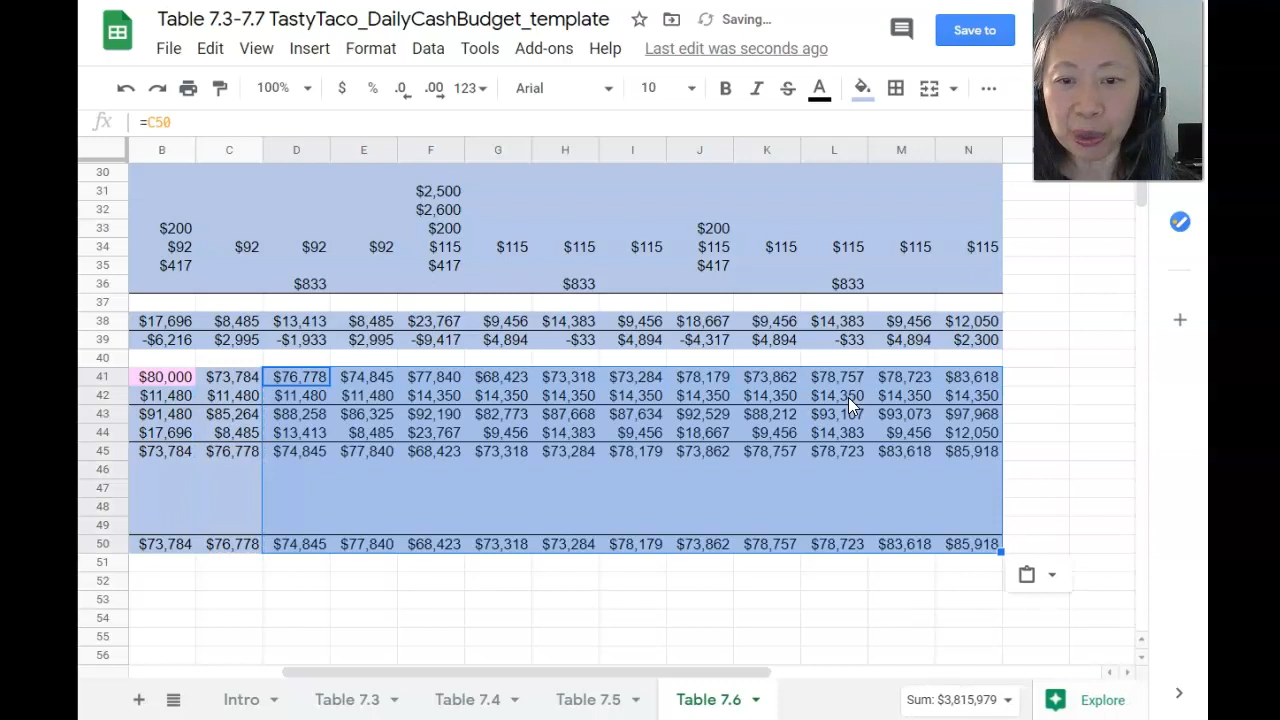 Table 7.3-7.7 TastyTaco_DailyCashBudget_template Saving...
File Edit View Insert Format Data Tools Add-ons Help Last edit was seconds ago Save to
100% $ % .0 .00 123 Arial 10 B I S A
fx =C50
B C D E F G H I J K L M N
30
31 $2,500
32 $2,600
33 $200 $200 $200
34 $92 $92 $92 $92 $115 $115 $115 $115 $115 $115 $115 $115 $115
35 $417 $417 $417
36 $833 $833 $833
37
38 $17,696 $8,485 $13,413 $8,485 $23,767 $9,456 $14,383 $9,456 $18,667 $9,456 $14,383 $9,456 $12,050
39 -$6,216 $2,995 -$1,933 $2,995 -$9,417 $4,894 -$33 $4,894 -$4,317 $4,894 -$33 $4,894 $2,300
40
41 $80,000 $73,784 $76,778 $74,845 $77,840 $68,423 $73,318 $73,284 $78,179 $73,862 $78,757 $78,723 $83,618
42 $11,480 $11,480 $11,480 $11,480 $14,350 $14,350 $14,350 $14,350 $14,350 $14,350 $14,350 $14,350 $14,350
43 $91,480 $85,264 $88,258 $86,325 $92,190 $82,773 $87,668 $87,634 $92,529 $88,212 $93,073 $97,968
44 $17,696 $8,485 $13,413 $8,485 $23,767 $9,456 $14,383 $9,456 $18,667 $9,456 $14,383 $9,456 $12,050
45 $73,784 $76,778 $74,845 $77,840 $68,423 $73,318 $73,284 $78,179 $73,862 $78,757 $78,723 $83,618 $85,918
46
47
48
49
50 $73,784 $76,778 $74,845 $77,840 $68,423 $73,318 $73,284 $78,179 $73,862 $78,757 $78,723 $83,618 $85,918
51
52
53
54
55
56
Intro Table 7.3 Table 7.4 Table 7.5 Table 7.6 Sum: $3,815,979 Explore